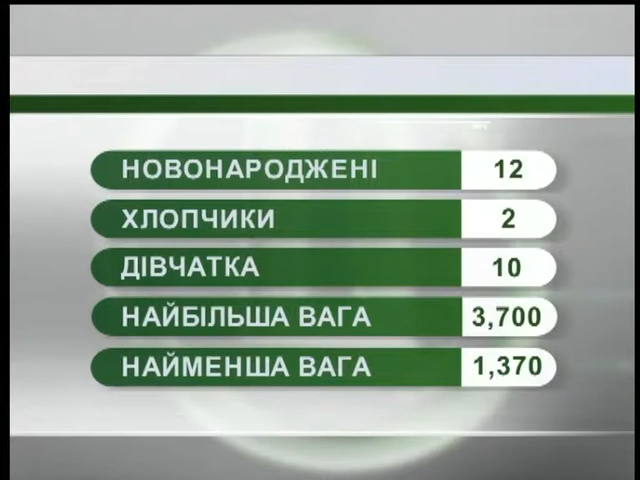 НОВОНАРОДЖЕНІ 12
ХЛОПЧИКИ 2
ДІВЧАТКА 10
НАЙБІЛЬША ВАГА 3,700
НАЙМЕНША ВАГА 1,370